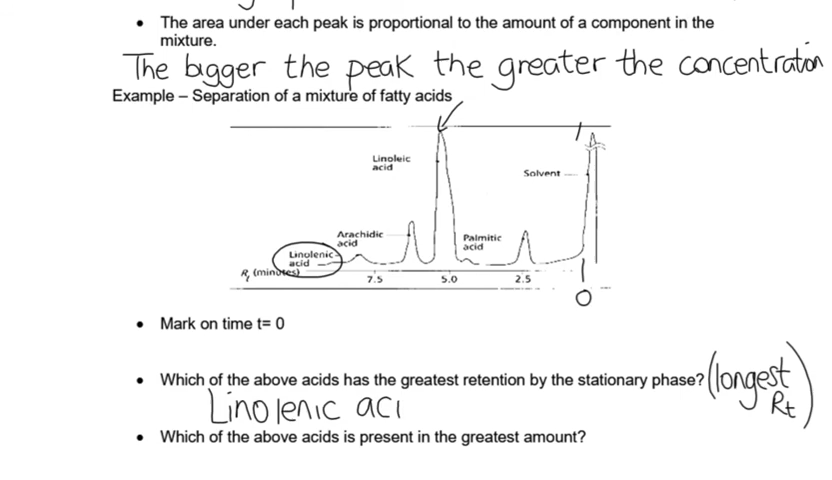 • The area under each peak is proportional to the amount of a component in the
mixture.
The bigger the peak the greater the concentration
Example – Separation of a mixture of fatty acids
Linoleic
acid
Solvent
Arachidic
acid
Palmitic
acid
Linolenic
acid
Rt (minutes)
7.5 5.0 2.5
0
• Mark on time t= 0
• Which of the above acids has the greatest retention by the stationary phase? (longest
Rt)
Linolenic aci
• Which of the above acids is present in the greatest amount?